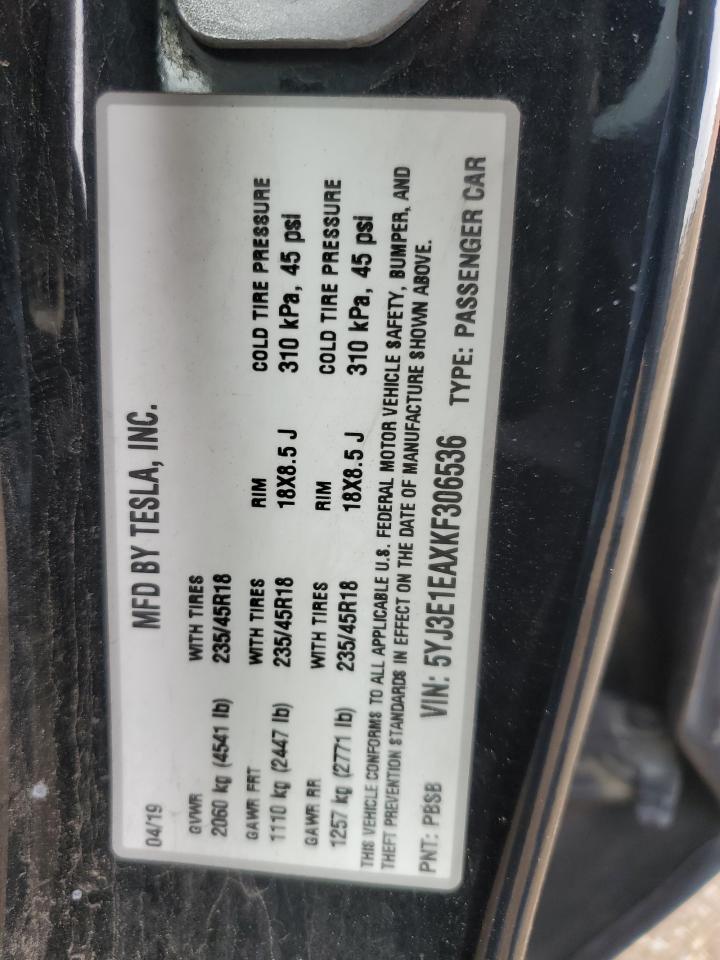 MFD BY TESLA, INC.
04/19
GVWR WITH TIRES
2060 kg (4541 lb) 235/45R18
GAWR FRT WITH TIRES RIM COLD TIRE PRESSURE
1110 kg (2447 lb) 235/45R18 18X8.5 J 310 kPa, 45 psi
GAWR RR WITH TIRES RIM COLD TIRE PRESSURE
1257 kg (2771 lb) 235/45R18 18X8.5 J 310 kPa, 45 psi
THIS VEHICLE CONFORMS TO ALL APPLICABLE U.S. FEDERAL MOTOR VEHICLE SAFETY, BUMPER, AND
THEFT PREVENTION STANDARDS IN EFFECT ON THE DATE OF MANUFACTURE SHOWN ABOVE.
PNT: PBSB VIN: 5YJ3E1EAXKF306536 TYPE: PASSENGER CAR